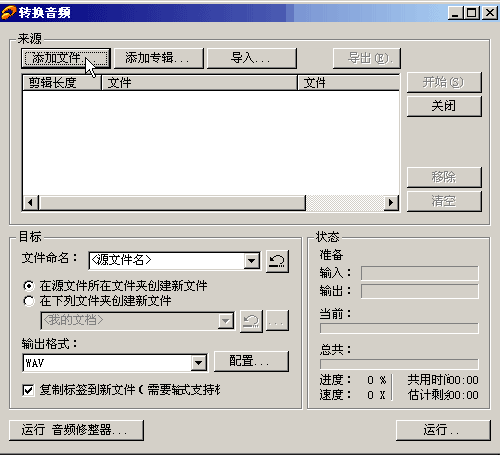 转换音频
来源
添加文件... 添加专辑... 导入... 导出(E).
剪辑长度 文件 文件
开始(S)
关闭
移除
清空
目标
文件命名： <源文件名>
在源文件所在文件夹创建新文件
在下列文件夹创建新文件
<我的文档> ...
输出格式：
WAV 配置...
复制标签到新文件(需要输式支持
状态
准备
输入：
输出：
当前：
总共：
进度： 0 % 共用时间00:00
速度： 0 X 估计剩余00:00
运行 音频修整器... 运行..